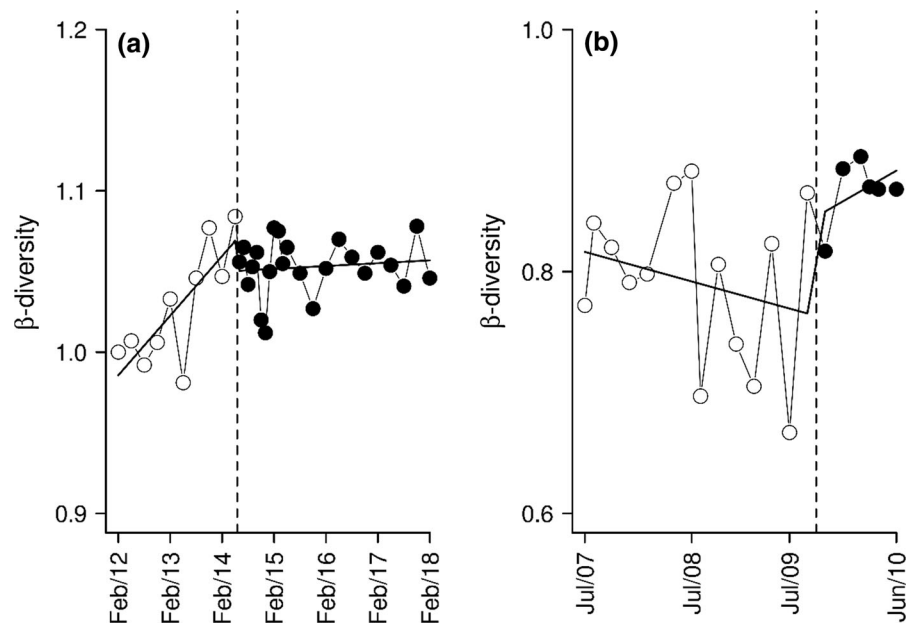 (a)
β-diversity
1.2
1.1
1.0
0.9
Feb/12
Feb/13
Feb/14
Feb/15
Feb/16
Feb/17
Feb/18
(b)
β-diversity
1.0
0.8
0.6
Jul/07
Jul/08
Jul/09
Jun/10